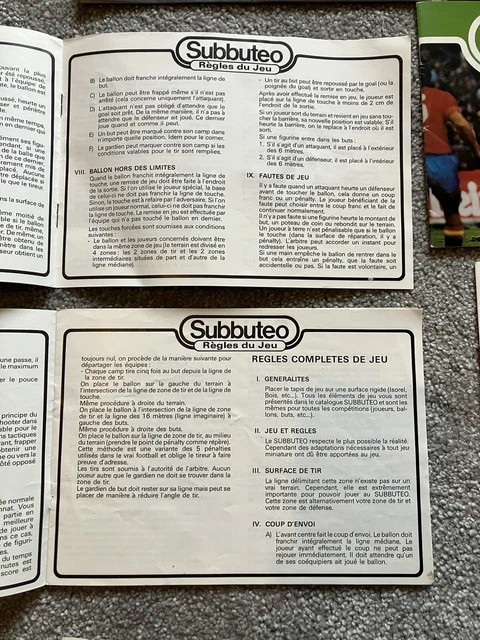 Subbuteo
Règles du Jeu
B) Le ballon doit franchir intégralement la ligne de
but.
C) Le ballon peut être frappé même s'il n'est pas
arrêté (cela concerne uniquement l'attaquant).
D) L'attaquant n'est pas obligé d'attendre que le
goal soit en place. Il n'a pas non plus à
attendre que le défenseur ait joué. Ce dernier
joue quand et comme il peut.
E) Un but peut être marqué contre son camp dans
n'importe quelle position. Idem pour le corner.
F) Le gardien peut marquer contre son camp si les
conditions valables pour le tir sont remplies.
VIII. BALLON HORS DES LIMITES
Quand le ballon franchit intégralement la ligne de
touche, une remise de jeu doit être faite à l'endroit
de la sortie. Si l'on utilise le joueur spécial, la base
de celui-ci ne doit pas franchir la ligne de touche.
Sinon, la touche est refaire par l'adversaire. Si l'on
utilise un joueur normal, celui-ci ne doit pas franchir
la ligne de touche. La remise en jeu est effectuée par
l'équipe qui n'a pas touché le ballon en dernier.
Les touches forcées sont soumises aux conditions
suivantes :
- Le ballon et les joueurs concernés doivent être
dans la même zone de jeu (le terrain est divisé en
4 zones : les 2 zones de tir et les 2 zones
intermédiaires situées de part et d'autre de la
ligne médiane).
- Un tir au but peut être repoussé par le goal (ou la
poignée du goal) et sortir en touche.
Après avoir effectué la remise en jeu, le joueur est
placé sur la ligne de touche à moins de 2 cm de
l'endroit de la sortie.
Si un joueur sort du terrain et revient en jeu sans tou-
cher la barrière, sa nouvelle position est valable. S'il
heurte la barrière, on le replace à l'endroit d'où il est
sorti.
Si une figurine entre dans les buts :
1. S'il s'agit d'un attaquant, il est placé à l'extérieur
des 6 mètres.
2. S'il s'agit d'un défenseur, il est placé à l'intérieur
des 6 mètres.
IX. FAUTES DE JEU
Il y a faute quand un attaquant heurte un défenseur
avant de toucher le ballon, cela donne un coup
franc ou un pénalty. Le joueur bénéficiaire de la
faute peut choisir entre le coup franc et le fait de
continuer normalement.
Il n'y a pas faute si une figurine heurte le montant de
but, un poteau de coin ou rebondit sur le terrain.
Un joueur à terre n'est pénalisable que si le ballon
le touche (dans la surface de réparation, il y a
pénalty). L'arbitre peut accorder un instant pour
redresser les joueurs.
Si une main empêche le ballon de rentrer dans le
but cela entraîne un pénalty, que la faute soit
accidentelle ou pas. Si la faute est volontaire, un
Subbuteo
Règles du Jeu
toujours nul, on procède de la manière suivante pour
départager les équipes :
- Chaque camp tire cinq fois au but depuis la ligne de
la zone de tir.
On place le ballon sur la gauche du terrain à
l'intersection de la ligne de zone de tir et de la ligne
de touche.
Même procédure à droite du terrain.
On place le ballon à l'intersection de la ligne de zone
de tir et la ligne des 16 mètres (ligne imaginaire) à
gauche des buts.
Même procédure à droite des buts.
On place le ballon sur la ligne de zone de tir, au milieu
du terrain (prendre le point de pénalty comme repère).
Cette méthode est une variante des 5 pénalties
utilisés dans le vrai football et oblige le tireur à faire
preuve d'adresse.
Les tirs sont soumis à l'autorité de l'arbitre. Aucun
joueur autre que le gardien ne doit se trouver dans la
zone de tir.
Le gardien de but doit rester sur sa ligne mais peut se
placer de manière à réduire l'angle de tir.
REGLES COMPLETES DE JEU
I. GENERALITES
Placer le tapis de jeu sur une surface rigide (Isorel,
Bois, etc...). Tous les éléments de jeu vous sont
présentés dans le catalogue SUBBUTEO et sont les
mêmes pour toutes les compétitions (joueurs, bal-
lons, buts, etc...).
II. JEU ET REGLES
Le SUBBUTEO respecte le plus possible la réalité.
Cependant des adaptations nécessaires à tout jeu
miniature ont dû être apportées au jeu.
III. SURFACE DE TIR
La ligne délimitant cette zone n'existe pas sur un
vrai terrain. Cependant, elle est extrêmement
importante pour pouvoir jouer au SUBBUTEO.
Cette zone est alternativement votre zone de tir et
votre zone de défense.
IV. COUP D'ENVOI
A) L'avant centre fait le coup d'envoi. Le ballon doit
franchir intégralement la ligne médiane. Le
joueur ayant effectué le coup ne peut pas
rejouer immédiatement. Il doit attendre qu'un
de ses coéquipiers ait joué le ballon.